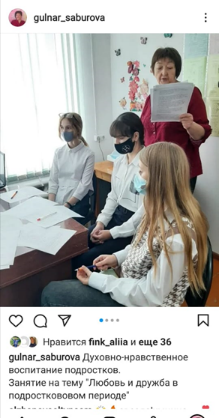 gulnar_saburova
Нравится fink_aliia и еще 36
gulnar_saburova Духовно-нравственное
воспитание подростков.
Занятие на тему "Любовь и дружба в
подростковом периоде"